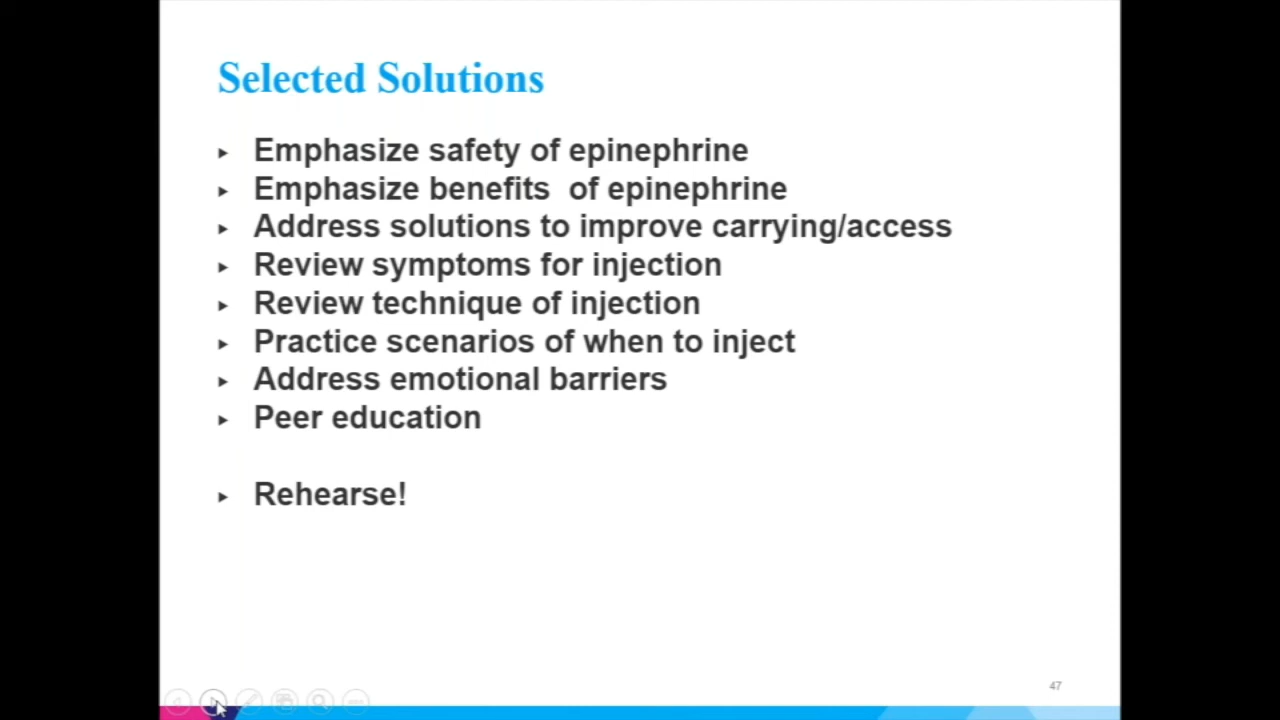 Selected Solutions
▸ Emphasize safety of epinephrine
▸ Emphasize benefits  of epinephrine
▸ Address solutions to improve carrying/access
▸ Review symptoms for injection
▸ Review technique of injection
▸ Practice scenarios of when to inject
▸ Address emotional barriers
▸ Peer education
▸ Rehearse!
47